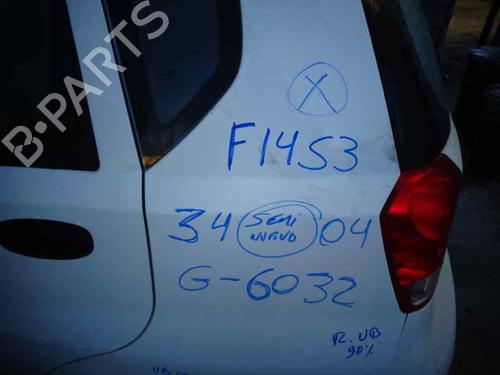 B-PARTS
X
F1453
34 SEMI NUEVO 04
G-6032
R.UB
90%